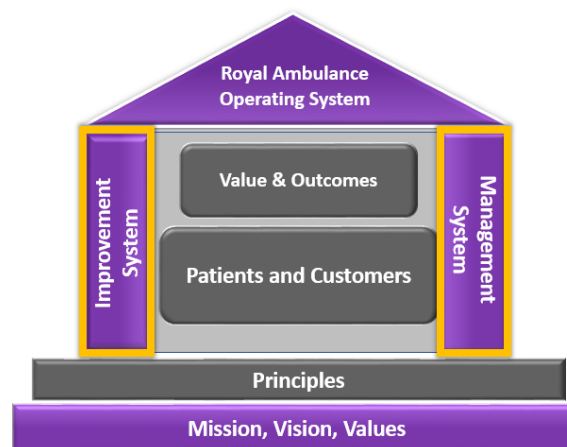 Royal Ambulance
Operating System
Improvement
System
Value & Outcomes
Patients and Customers
Management
System
Principles
Mission, Vision, Values